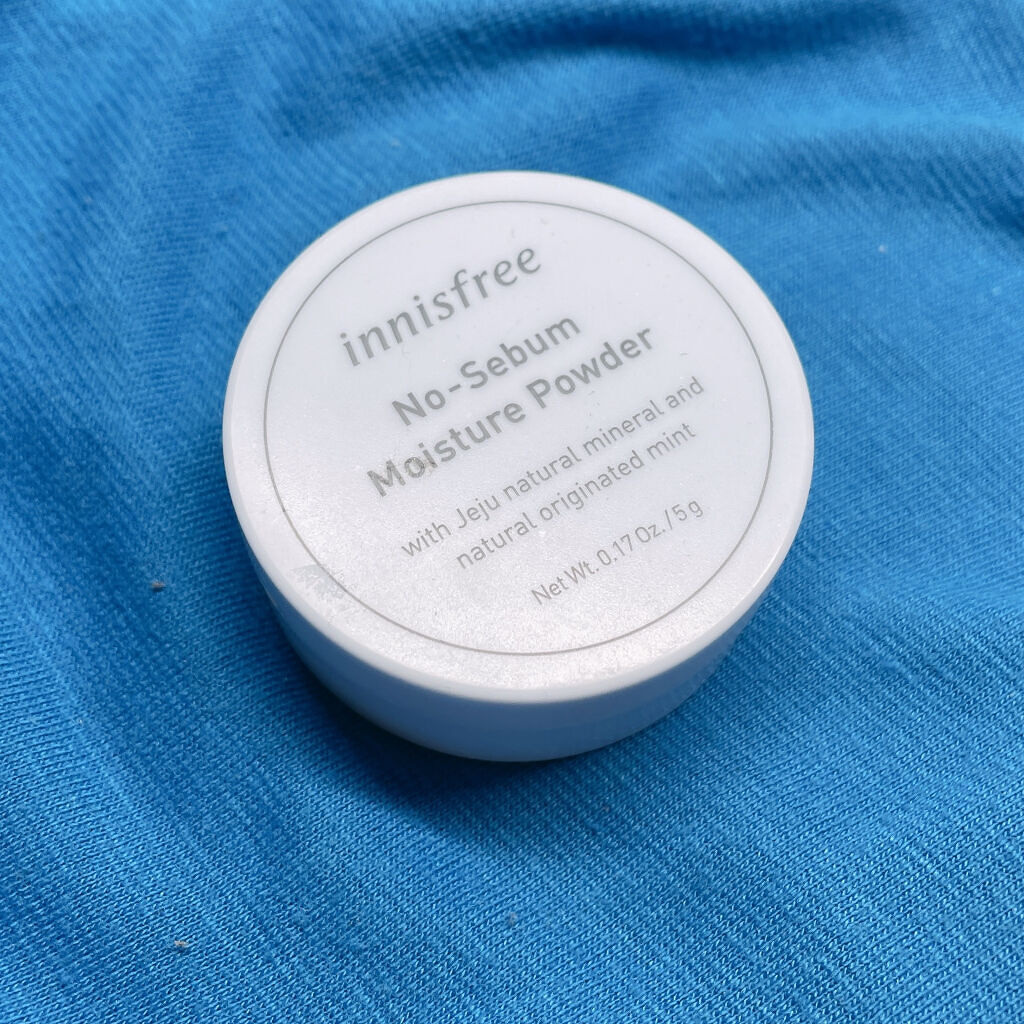 innisfree
No-Sebum
Moisture Powder
with Jeju natural mineral and
natural originated mint
Net Wt. 0.17 Oz. / 5 g